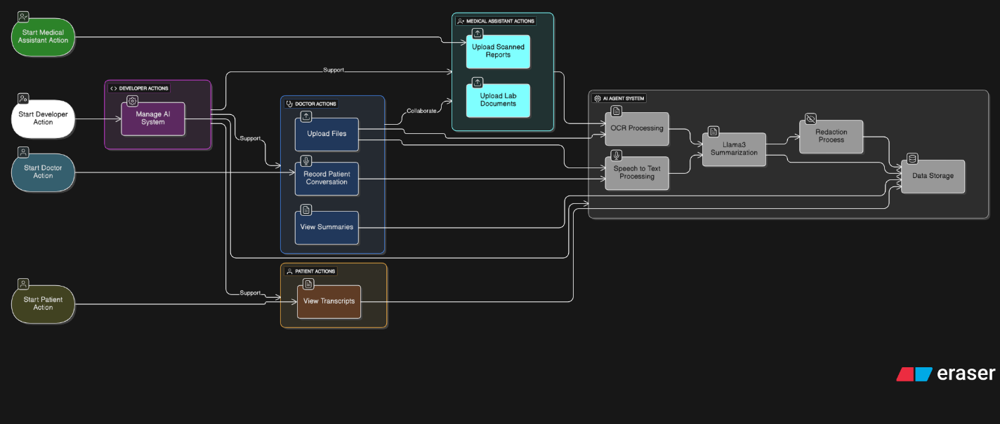 Start Medical
Assistant Action
MEDICAL ASSISTANT ACTIONS
Upload Scanned
Reports
Support
Upload Lab
Documents
DEVELOPER ACTIONS
Start Developer
Action
Manage AI
System
DOCTOR ACTIONS
Collaborate
Upload Files
Support
Start Doctor
Action
Record Patient
Conversation
View Summaries
AI AGENT SYSTEM
OCR Processing
Speech to Text
Processing
Llama3
Summarization
Redaction
Process
Data Storage
PATIENT ACTIONS
Support
Start Patient
Action
View Transcripts
eraser